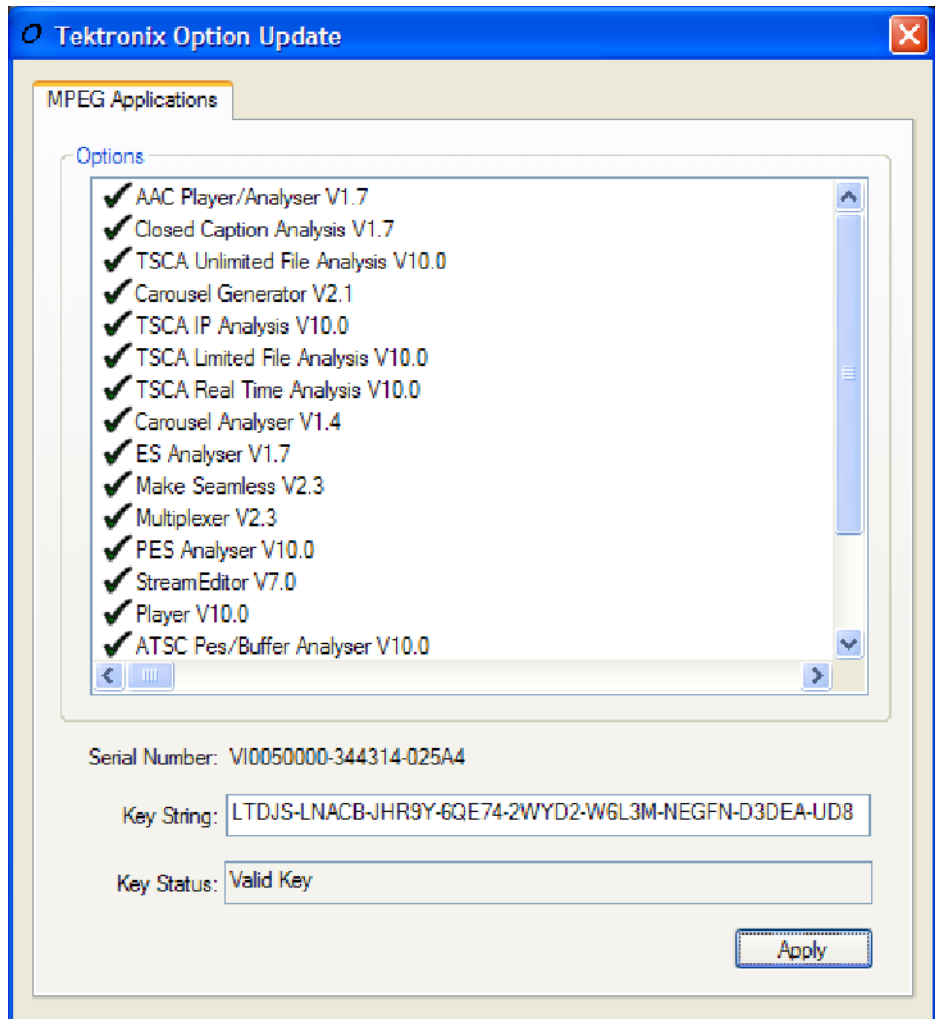 Tektronix Option Update
MPEG Applications
Options
AAC Player/Analyser V1.7
Closed Caption Analysis V1.7
TSCA Unlimited File Analysis V10.0
Carousel Generator V2.1
TSCA IP Analysis V10.0
TSCA Limited File Analysis V10.0
TSCA Real Time Analysis V10.0
Carousel Analyser V1.4
ES Analyser V1.7
Make Seamless V2.3
Multiplexer V2.3
PES Analyser V10.0
StreamEditor V7.0
Player V10.0
ATSC Pes/Buffer Analyser V10.0
Serial Number: VI0050000-344314-025A4
Key String: LTDJS-LNACB-JHR9Y-6QE74-2WYD2-W6L3M-NEGFN-D3DEA-UD8
Key Status: Valid Key
Apply